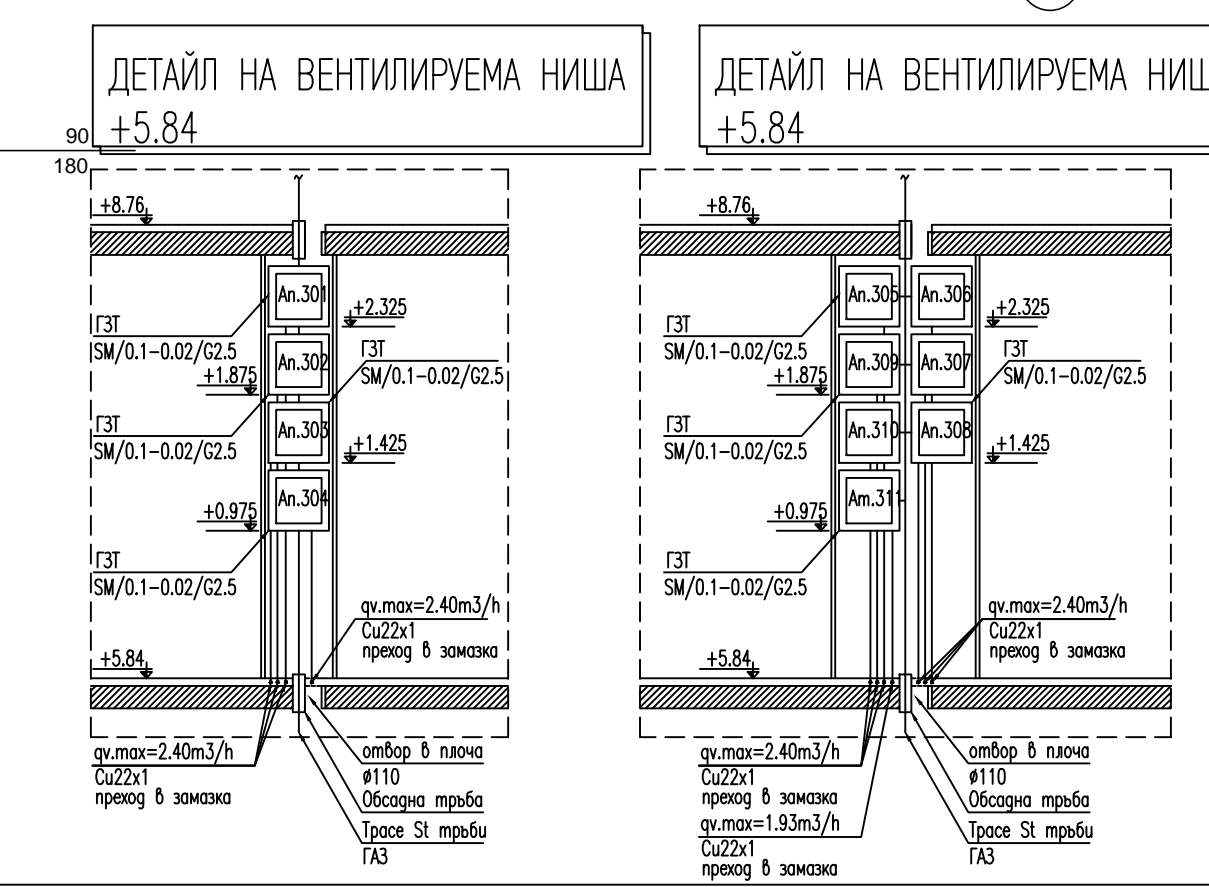 ДЕТАЙЛ НА ВЕНТИЛИРУЕМА НИША
+5.84
90
180
+8.76
Ап.301
+2.325
ГЗТ
SM/0.1-0.02/G2.5
Ап.302
ГЗТ
SM/0.1-0.02/G2.5
+1.875
Ап.303
ГЗТ
SM/0.1-0.02/G2.5
+1.425
Ап.304
+0.975
ГЗТ
SM/0.1-0.02/G2.5
qv.max=2.40m3/h
Cu22x1
преход в замазка
+5.84
qv.max=2.40m3/h
Cu22x1
преход в замазка
отвор в плоча
ø110
Обсадна тръба
Трасе St тръби
ГАЗ
ДЕТАЙЛ НА ВЕНТИЛИРУЕМА НИШ
+5.84
+8.76
Ап.305
Ап.306
+2.325
ГЗТ
SM/0.1-0.02/G2.5
Ап.309
Ап.307
ГЗТ
SM/0.1-0.02/G2.5
+1.875
Ап.310
Ап.308
ГЗТ
SM/0.1-0.02/G2.5
+1.425
Ат.311
+0.975
ГЗТ
SM/0.1-0.02/G2.5
qv.max=2.40m3/h
Cu22x1
преход в замазка
+5.84
qv.max=2.40m3/h
Cu22x1
преход в замазка
qv.max=1.93m3/h
Cu22x1
преход в замазка
отвор в плоча
ø110
Обсадна тръба
Трасе St тръби
ГАЗ